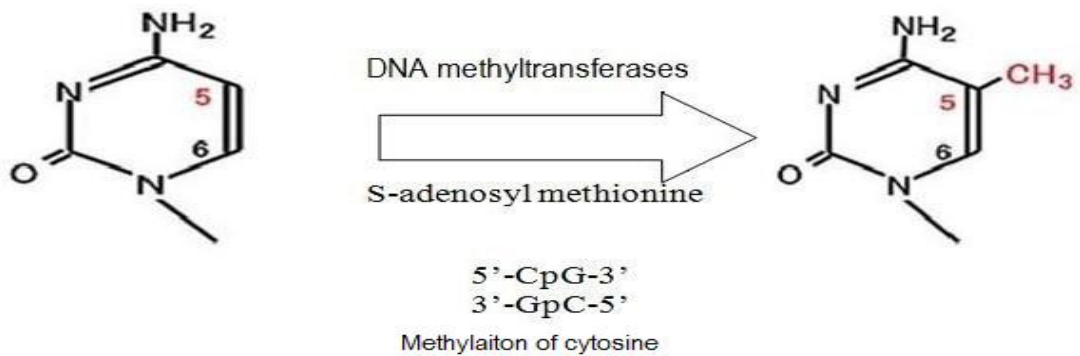 NH₂
N
5
6
O
N
DNA methyltransferases
S-adenosyl methionine
NH₂
N
5
CH₃
6
O
N
5’-CpG-3’
3’-GpC-5’
Methylaiton of cytosine